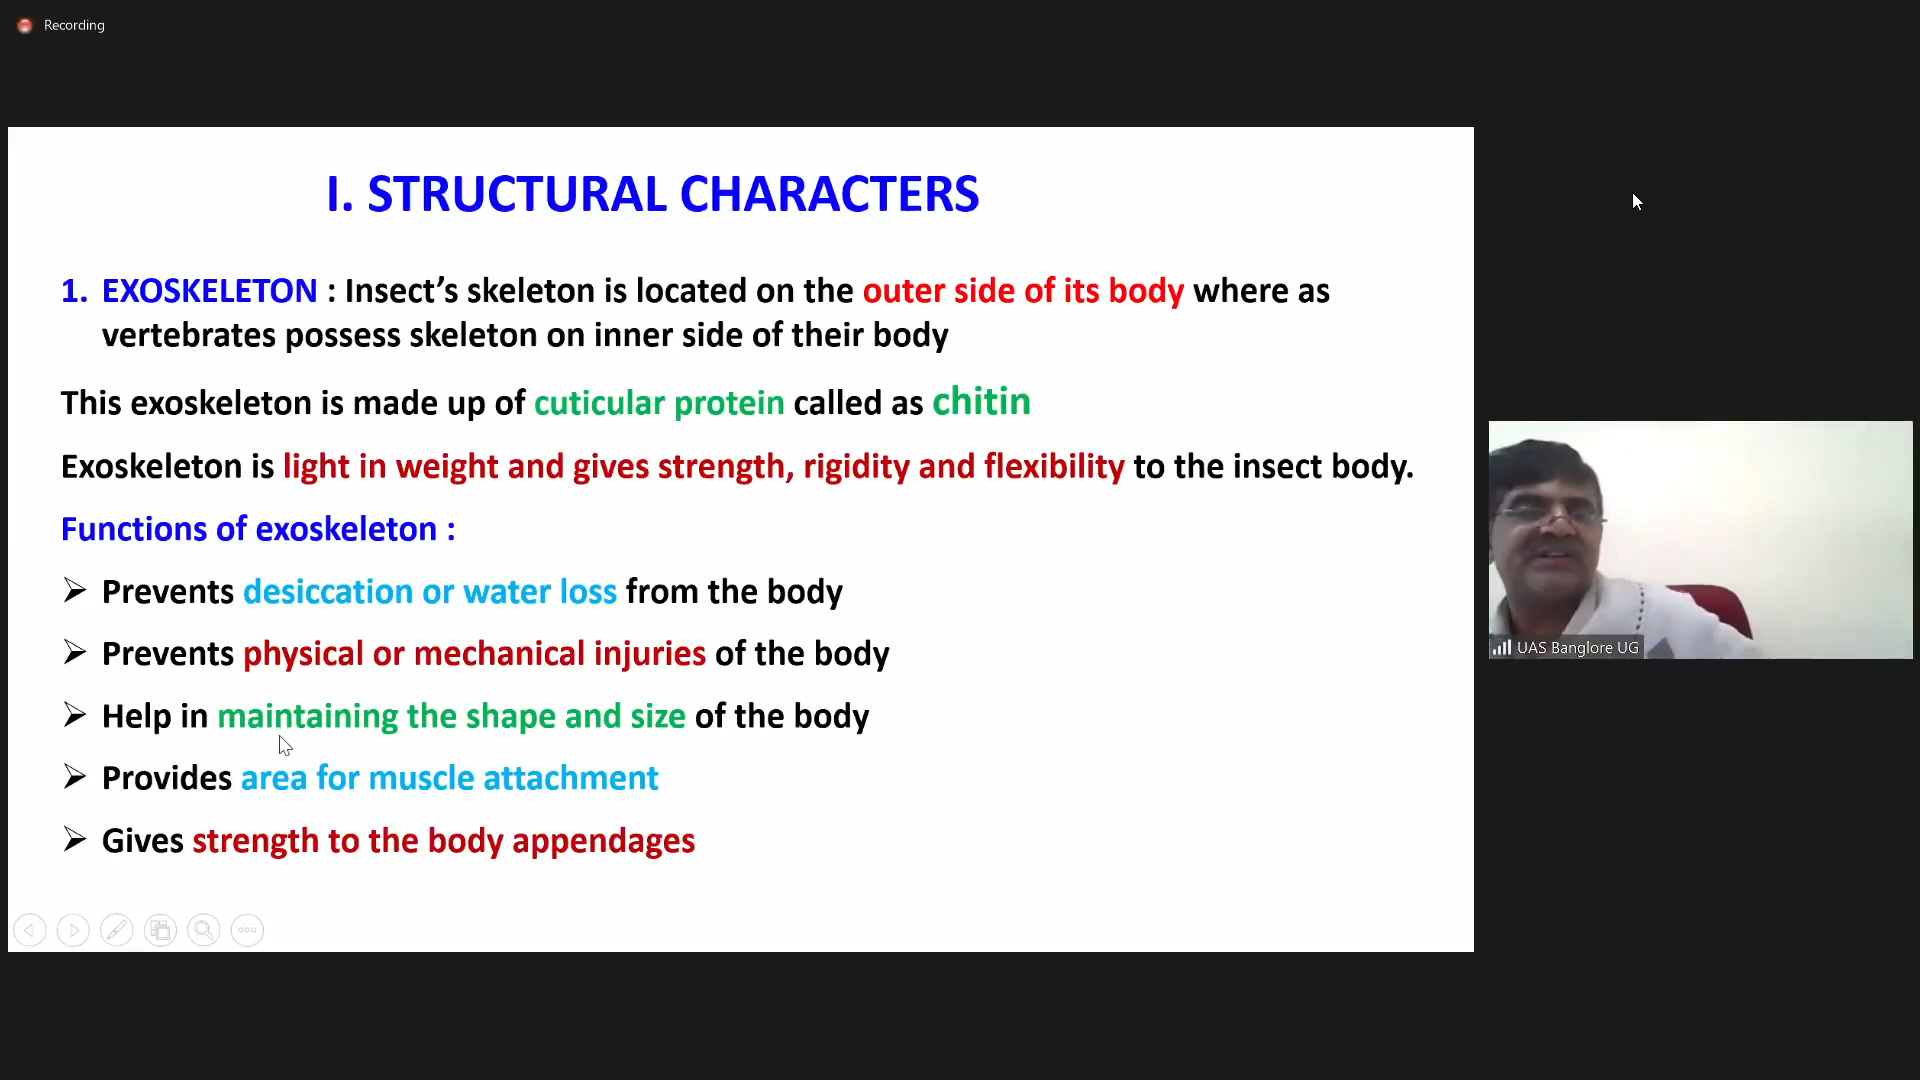 Recording
I. STRUCTURAL CHARACTERS
1. EXOSKELETON : Insect’s skeleton is located on the outer side of its body where as
vertebrates possess skeleton on inner side of their body
This exoskeleton is made up of cuticular protein called as chitin
Exoskeleton is light in weight and gives strength, rigidity and flexibility to the insect body.
Functions of exoskeleton :
➢ Prevents desiccation or water loss from the body
➢ Prevents physical or mechanical injuries of the body
➢ Help in maintaining the shape and size of the body
➢ Provides area for muscle attachment
➢ Gives strength to the body appendages
UAS Banglore UG